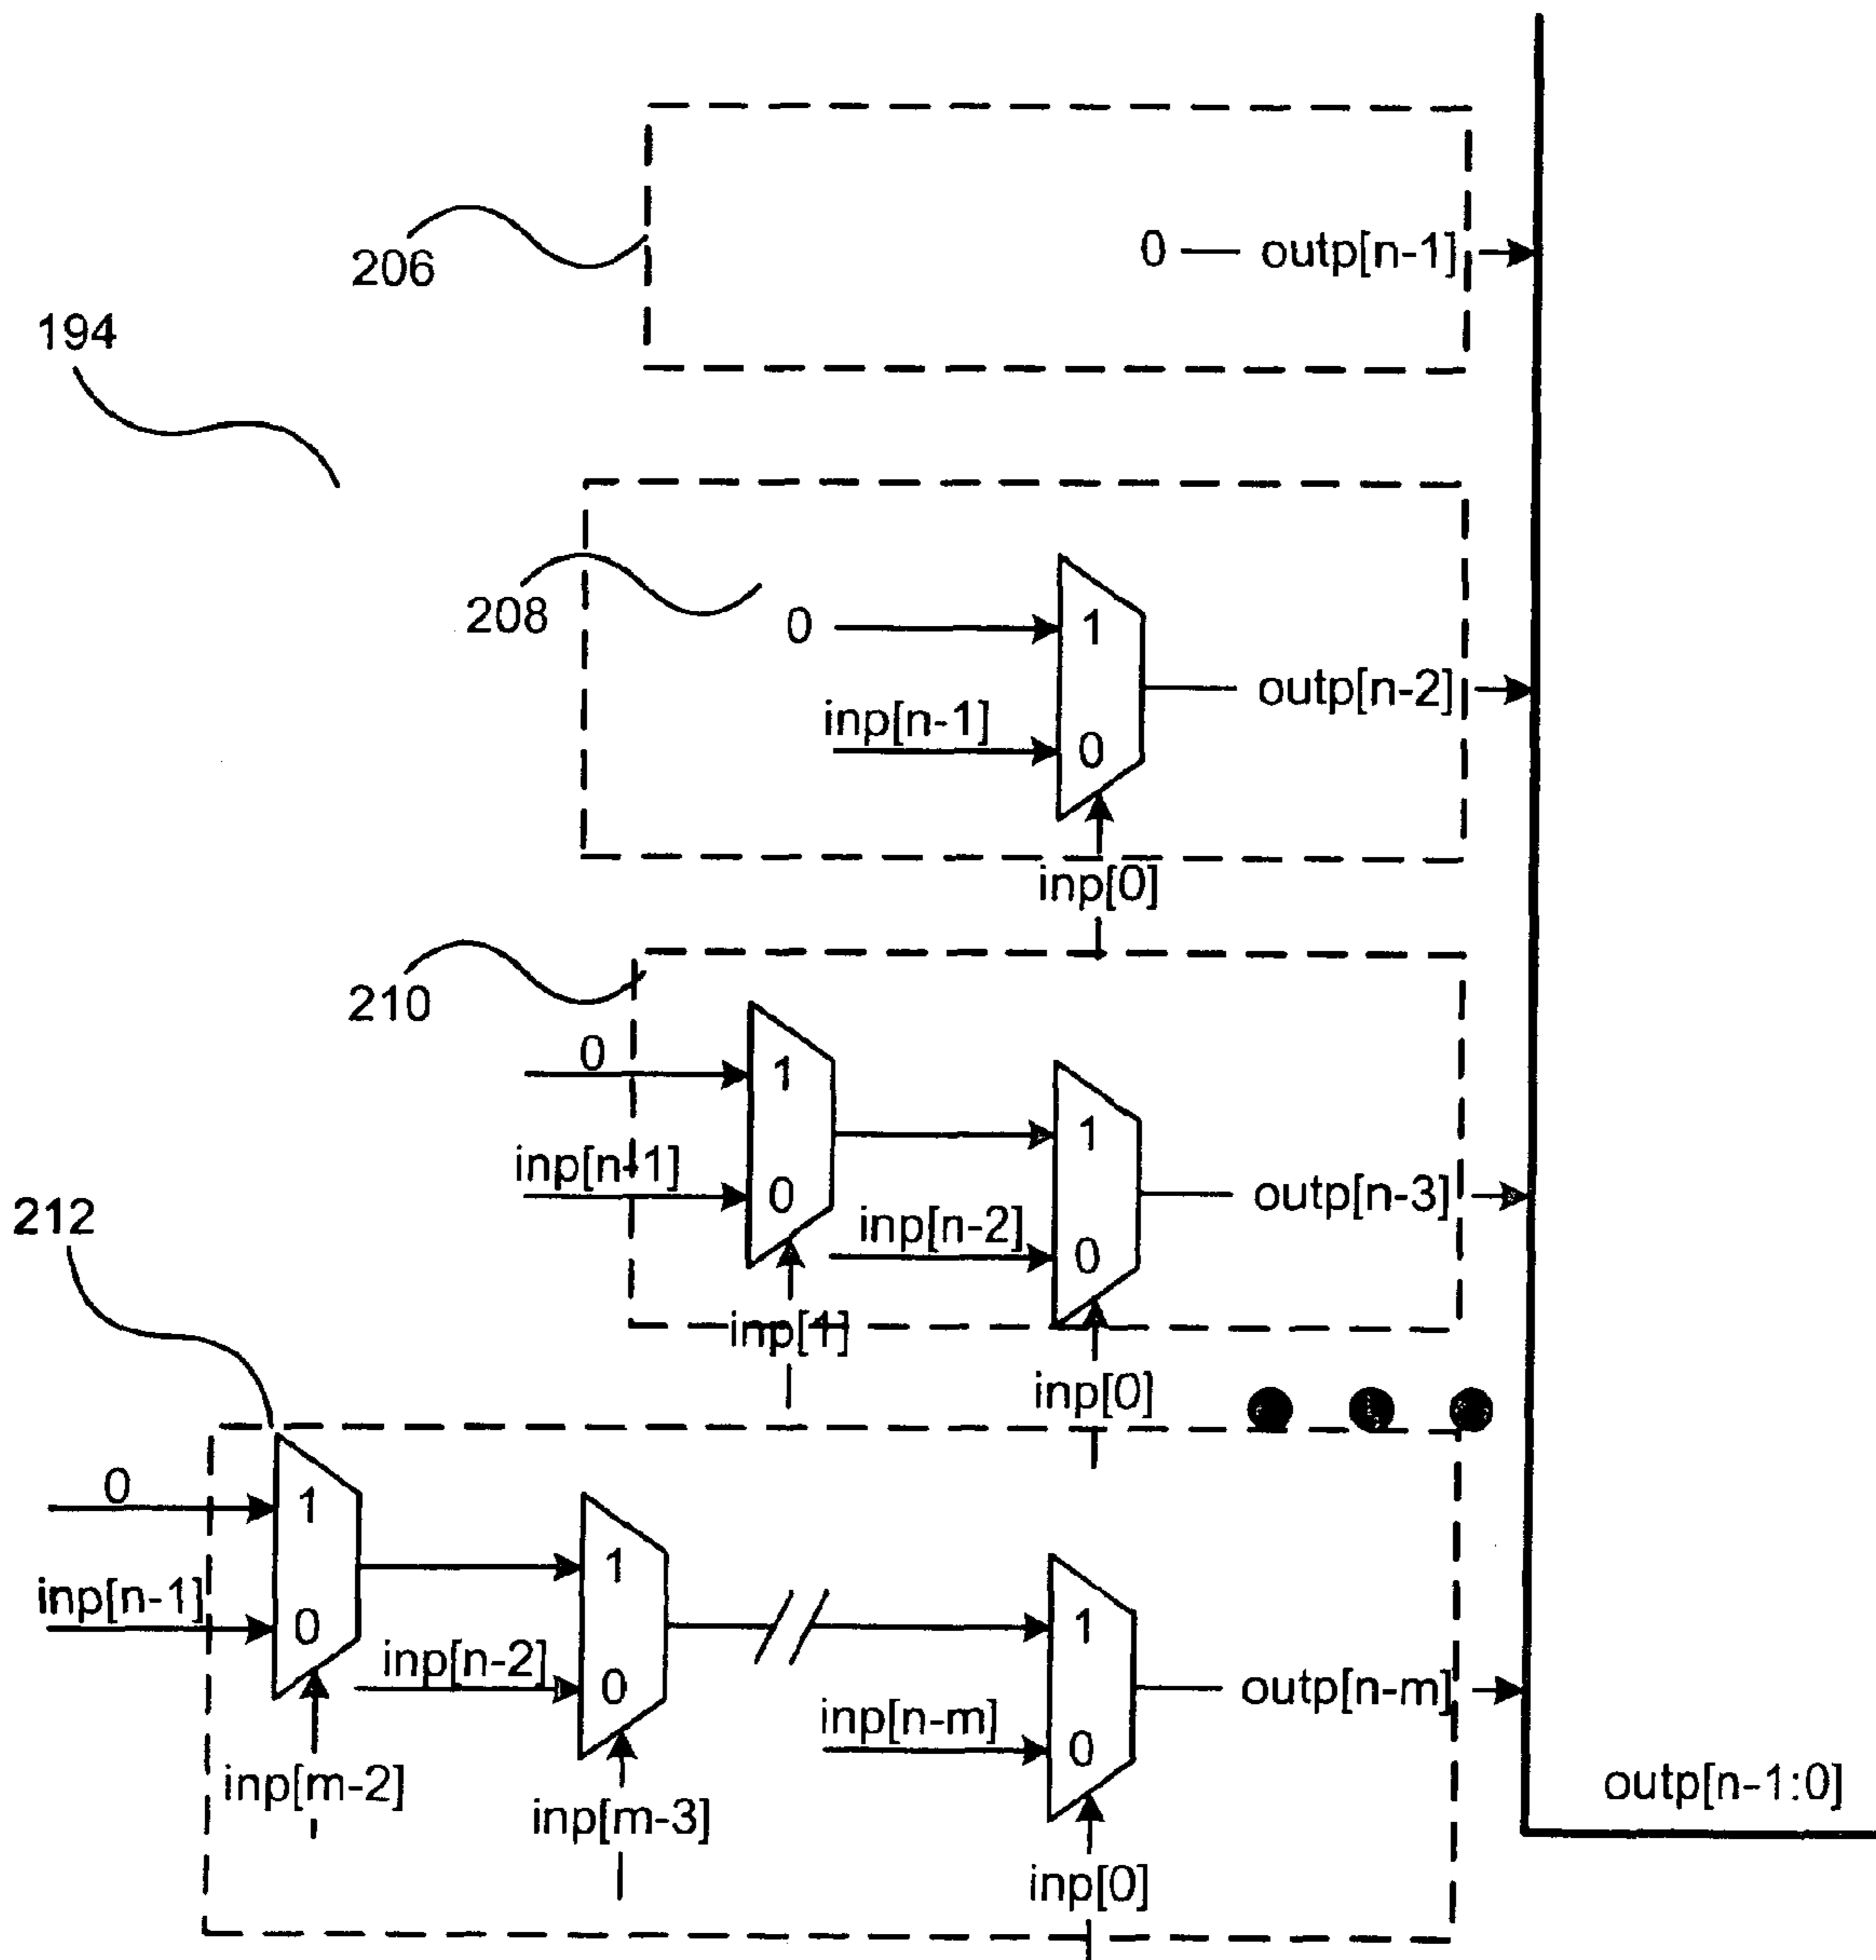 0 — outp[n-1]
206
194
208
0
1
outp[n-2]
inp[n-1]
0
inp[0]
210
0
1
1
inp[n-1]
0
outp[n-3]
inp[n-2]
0
212
inp[1]
inp[0]
0
1
1
inp[n-1]
0
1
inp[n-2]
0
outp[n-m]
inp[n-m]
0
inp[m-2]
inp[m-3]
outp[n-1:0]
inp[0]